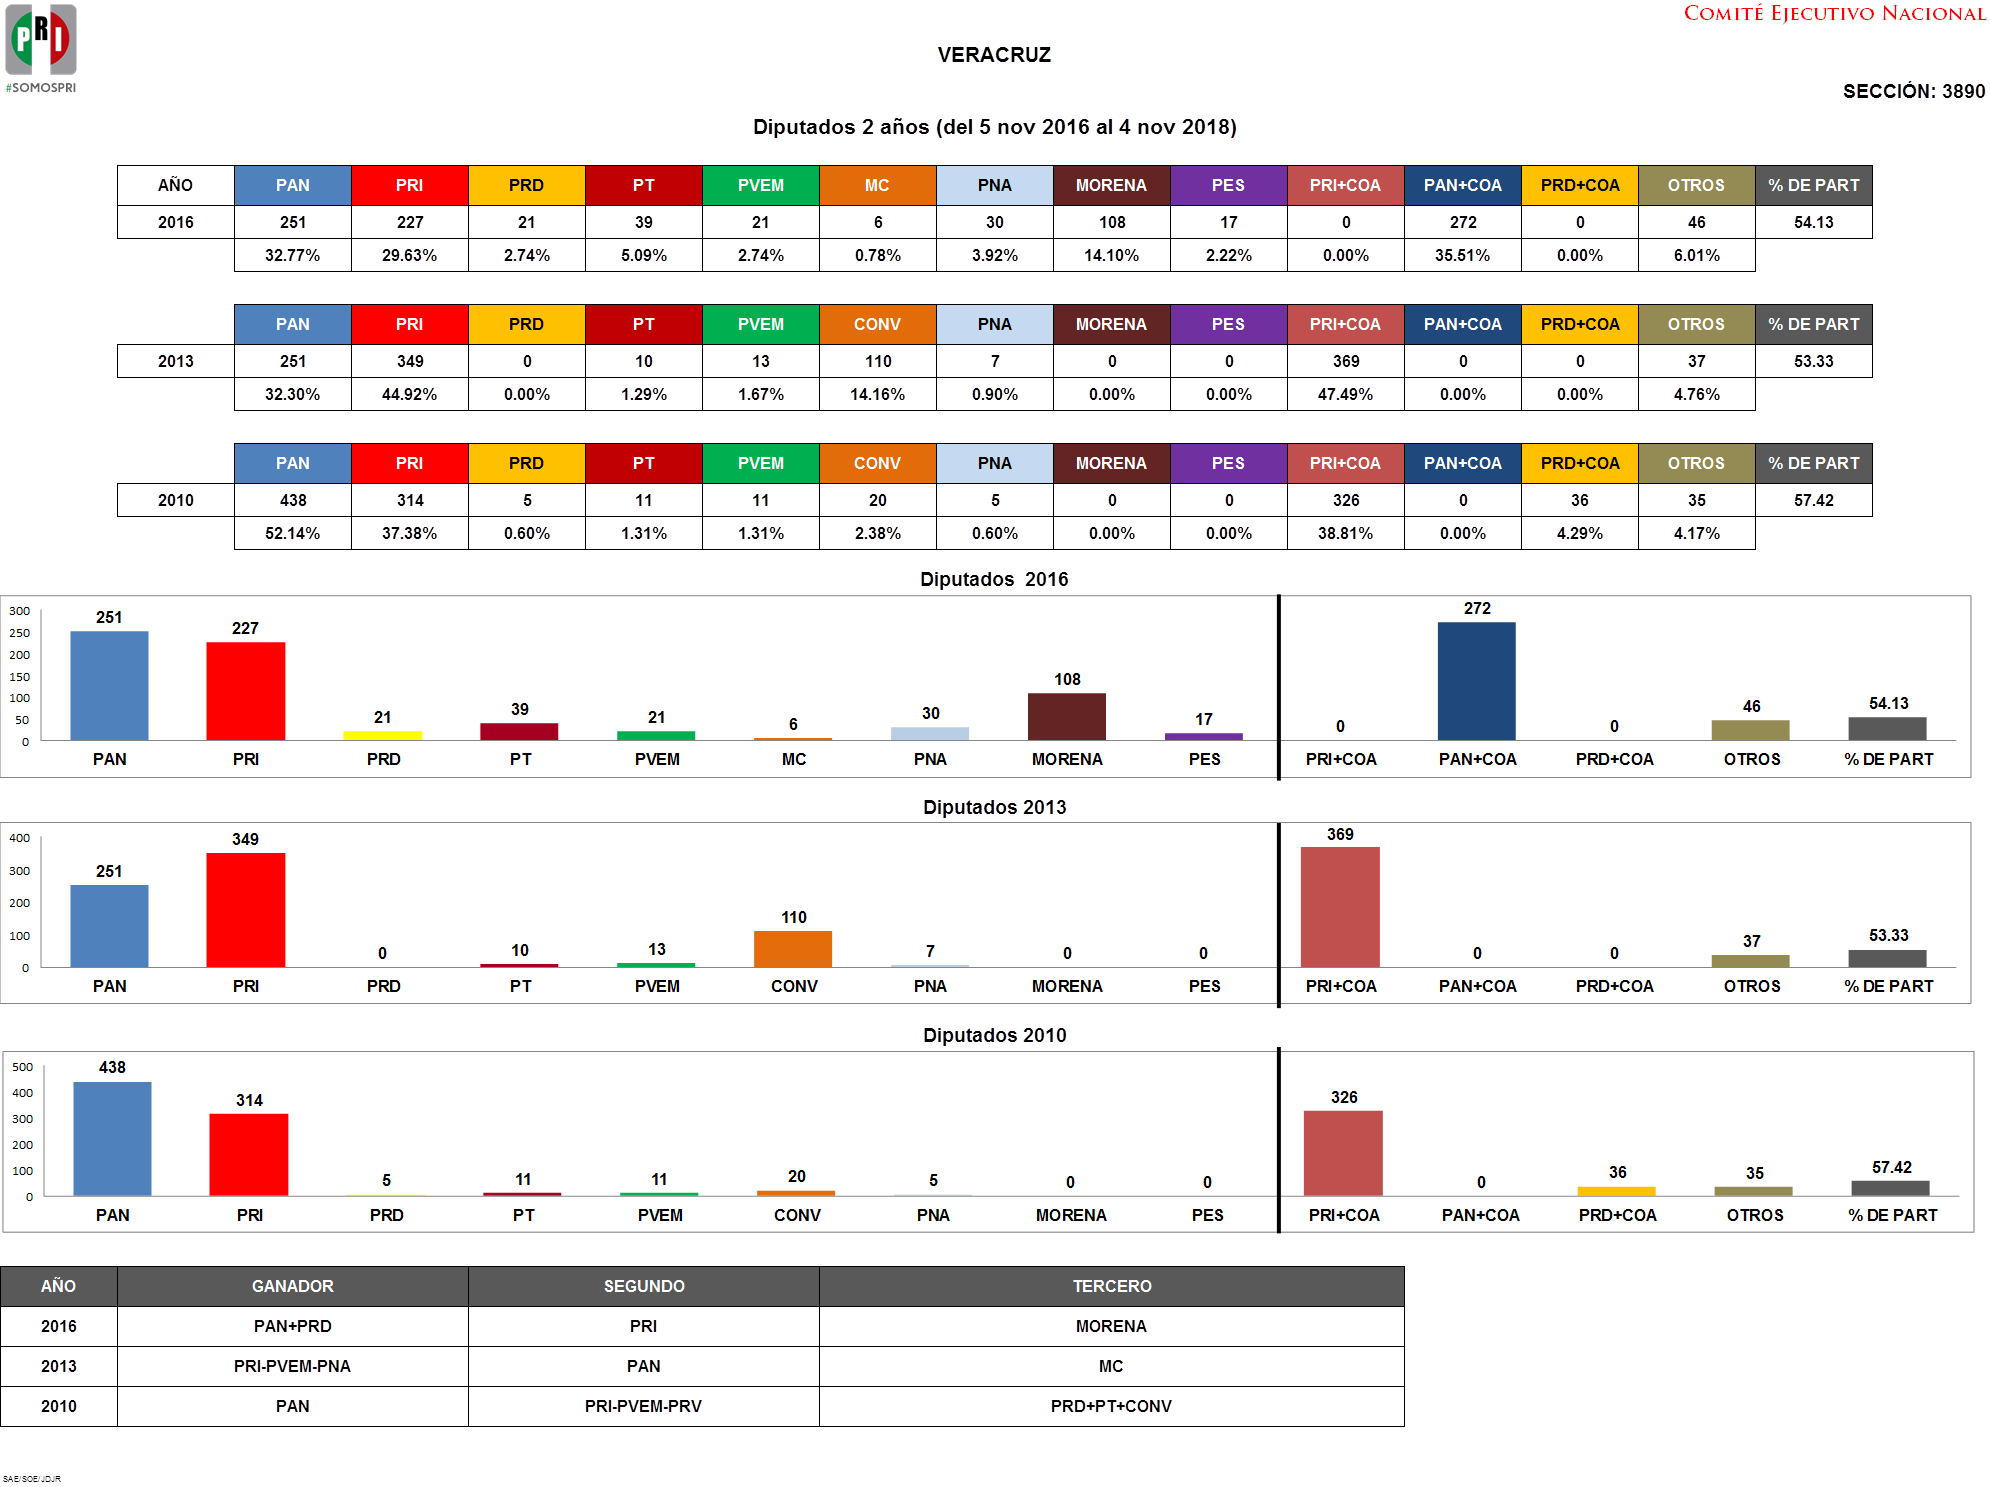 PRI
#SOMOSPRI
COMITÉ EJECUTIVO NACIONAL
VERACRUZ
SECCIÓN: 3890
Diputados 2 años (del 5 nov 2016 al 4 nov 2018)
AÑO PAN PRI PRD PT PVEM MC PNA MORENA PES PRI+COA PAN+COA PRD+COA OTROS % DE PART
2016 251 227 21 39 21 6 30 108 17 0 272 0 46 54.13
32.77% 29.63% 2.74% 5.09% 2.74% 0.78% 3.92% 14.10% 2.22% 0.00% 35.51% 0.00% 6.01%
PAN PRI PRD PT PVEM CONV PNA MORENA PES PRI+COA PAN+COA PRD+COA OTROS % DE PART
2013 251 349 0 10 13 110 7 0 0 369 0 0 37 53.33
32.30% 44.92% 0.00% 1.29% 1.67% 14.16% 0.90% 0.00% 0.00% 47.49% 0.00% 0.00% 4.76%
PAN PRI PRD PT PVEM CONV PNA MORENA PES PRI+COA PAN+COA PRD+COA OTROS % DE PART
2010 438 314 5 11 11 20 5 0 0 326 0 36 35 57.42
52.14% 37.38% 0.60% 1.31% 1.31% 2.38% 0.60% 0.00% 0.00% 38.81% 0.00% 4.29% 4.17%
Diputados 2016
300
250
200
150
100
50
0
251 227 21 39 21 6 30 108 17 0 272 0 46 54.13
PAN PRI PRD PT PVEM MC PNA MORENA PES PRI+COA PAN+COA PRD+COA OTROS % DE PART
Diputados 2013
400
300
200
100
0
251 349 0 10 13 110 7 0 0 369 0 0 37 53.33
PAN PRI PRD PT PVEM CONV PNA MORENA PES PRI+COA PAN+COA PRD+COA OTROS % DE PART
Diputados 2010
500
400
300
200
100
0
438 314 5 11 11 20 5 0 0 326 0 36 35 57.42
PAN PRI PRD PT PVEM CONV PNA MORENA PES PRI+COA PAN+COA PRD+COA OTROS % DE PART
AÑO GANADOR SEGUNDO TERCERO
2016 PAN+PRD PRI MORENA
2013 PRI-PVEM-PNA PAN MC
2010 PAN PRI-PVEM-PRV PRD+PT+CONV
SAE/SOE/JDJR